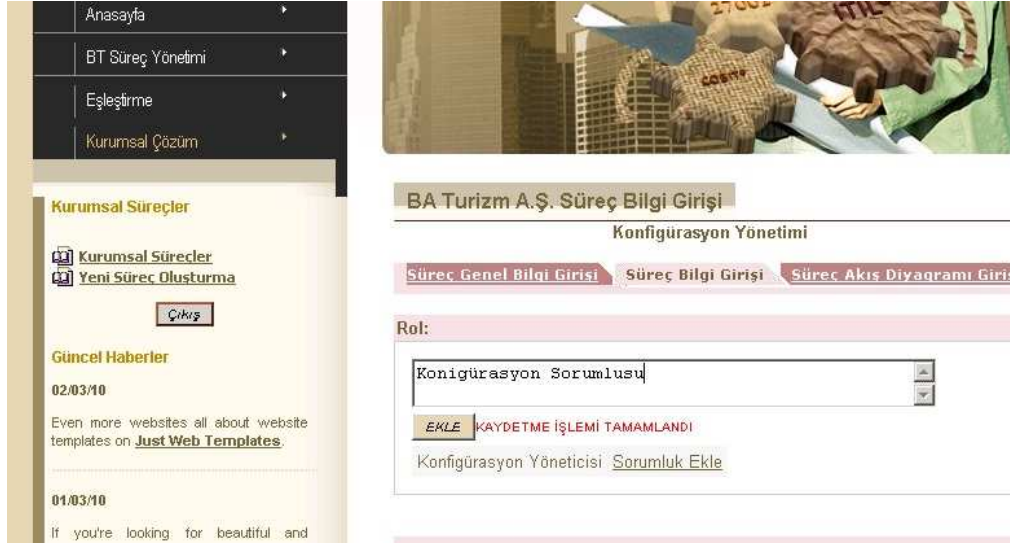 Anasayfa
BT Süreç Yönetimi
Eşleştirme
Kurumsal Çözüm
27002
ITIL
COBIT
Kurumsal Süreçler
Kurumsal Süreçler
Yeni Süreç Oluşturma
Çıkış
Güncel Haberler
02/03/10
Even more websites all about website
templates on Just Web Templates.
01/03/10
If you're looking for beautiful and
BA Turizm A.Ş. Süreç Bilgi Girişi
Konfigürasyon Yönetimi
Süreç Genel Bilgi Girişi Süreç Bilgi Girişi Süreç Akış Diyagramı Giriş
Rol:
Konigürasyon Sorumlusu
EKLE KAYDETME İŞLEMİ TAMAMLANDI
Konfigürasyon Yöneticisi Sorumluk Ekle